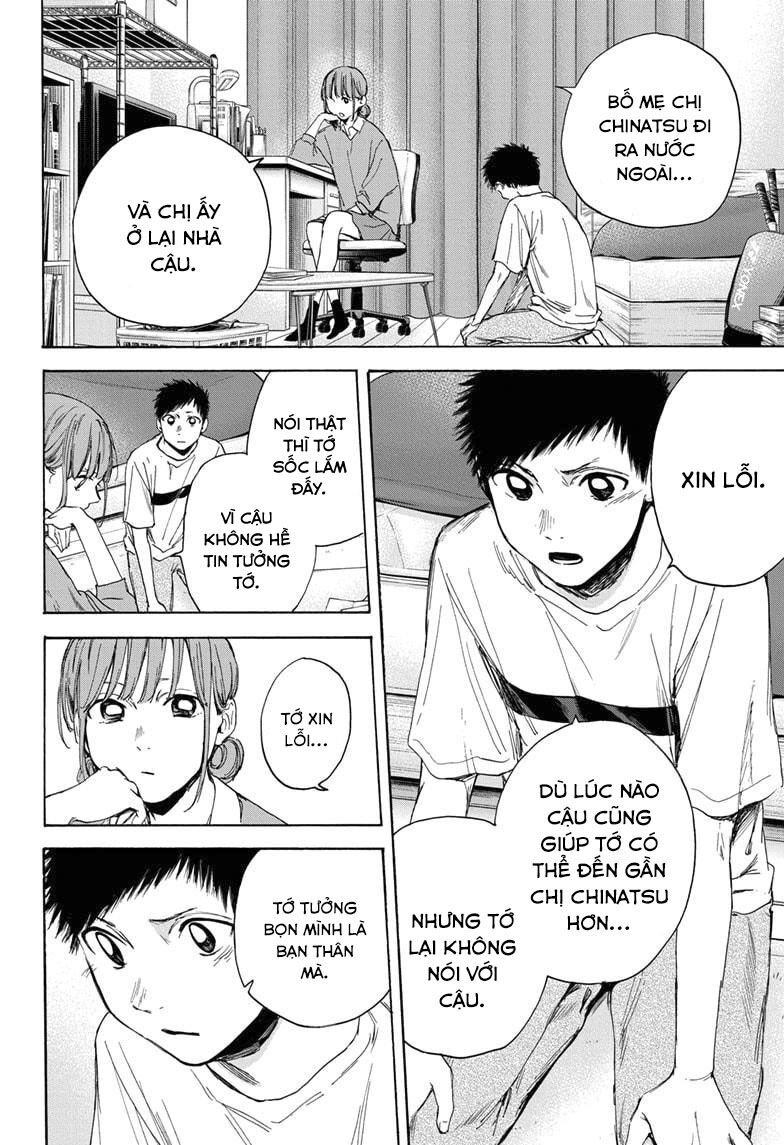 BỐ MẸ CHỊ
CHINATSU ĐI
RA NƯỚC
NGOÀI...
VÀ CHỊ ẤY
Ở LẠI NHÀ
CẬU.
YONEX
XIN LỖI.
DÙ LÚC NÀO
CẬU CŨNG
GIÚP TỚ CÓ
THỂ ĐẾN GẦN
CHỊ CHINATSU
HƠN...
NHƯNG TỚ
LẠI KHÔNG
NÓI VỚI
CẬU.
NÓI THẬT
THÌ TỚ
SỐC LẮM
ĐẤY.
VÌ CẬU
KHÔNG HỀ
TIN TƯỞNG
TỚ.
TỚ XIN
LỖI...
TỚ TƯỞNG
BỌN MÌNH LÀ
BẠN THÂN
MÀ.